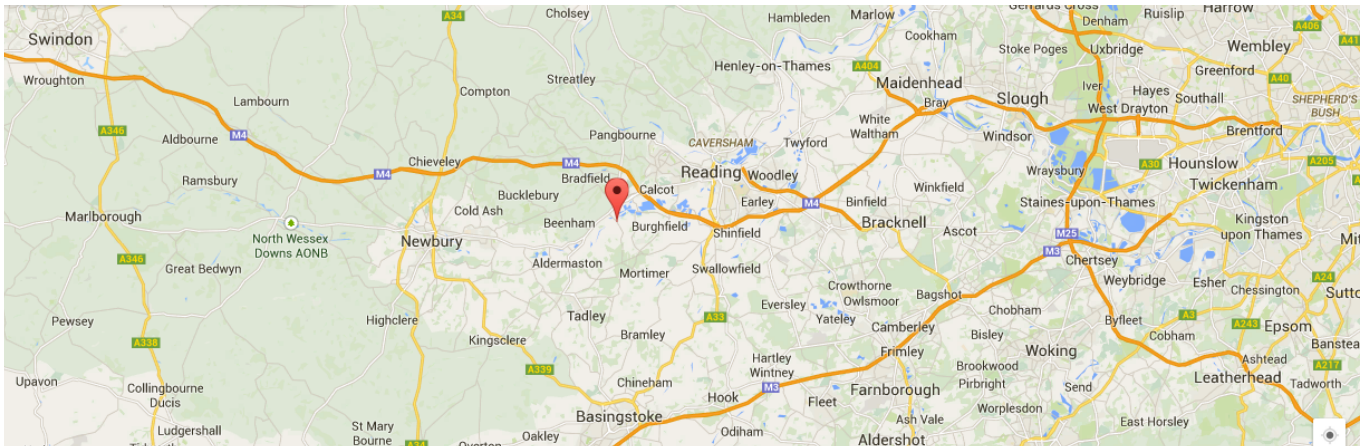 A34
Cholsey
Hambleden
Marlow
Gerrards Cross
Denham
Ruislip
Harrow
A406
Swindon
Cookham
Stoke Poges
Uxbridge
Wembley
Wroughton
Streatley
Henley-on-Thames
A404
Maidenhead
Iver
Greenford
A40
Lambourn
Compton
Bray
Slough
Hayes
Southall
SHEPHERD'S
BUSH
A346
Aldbourne
M4
Pangbourne
CAVERSHAM
White
Waltham
Windsor
West Drayton
Brentford
Chieveley
M4
Twyford
A30
Hounslow
A205
Ramsbury
M4
Bradfield
Reading
Woodley
Wraysbury
Twickenham
Bucklebury
Calcot
Winkfield
Marlborough
Cold Ash
Beenham
Burghfield
Earley
M4
Binfield
Bracknell
Staines-upon-Thames
Kingston
upon Thames
North Wessex
Downs AONB
Newbury
Shinfield
Ascot
M25
M3
A346
Great Bedwyn
Aldermaston
Mortimer
Swallowfield
Chertsey
Weybridge
Esher
Chessington
A24
Crowthorne
Owlsmoor
Bagshot
Pewsey
Highclere
Tadley
A33
Eversley
Yateley
Chobham
A3
A243
Epsom
Bramley
Camberley
Bisley
Byfleet
Cobham
A338
Kingsclere
Frimley
Woking
Banstead
Upavon
Collingbourne
Ducis
A339
Chineham
Hartley
Wintney
M3
Brookwood
Pirbright
Send
Ashtead
A217
Leatherhead
Tadworth
Basingstoke
Hook
Fleet
Farnborough
Worplesdon
Ludgershall
St Mary
Bourne
Oakley
Odiham
Ash Vale
East Horsley
A34
Overton
Aldershot